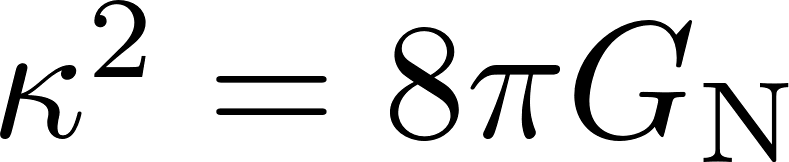 κ² = 8πG_N